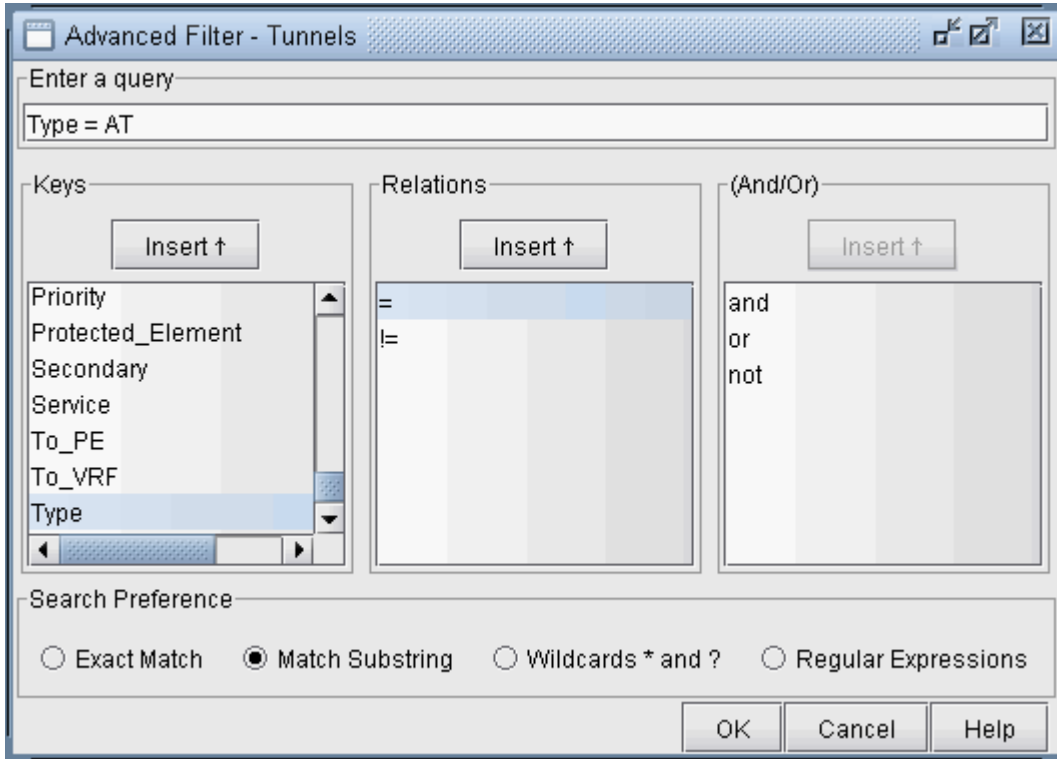 Advanced Filter - Tunnels
Enter a query
Type = AT
Keys
Insert ↑
Priority
Protected_Element
Secondary
Service
To_PE
To_VRF
Type
Relations
Insert ↑
=
!=
(And/Or)
Insert ↑
and
or
not
Search Preference
Exact Match
Match Substring
Wildcards * and ?
Regular Expressions
OK
Cancel
Help